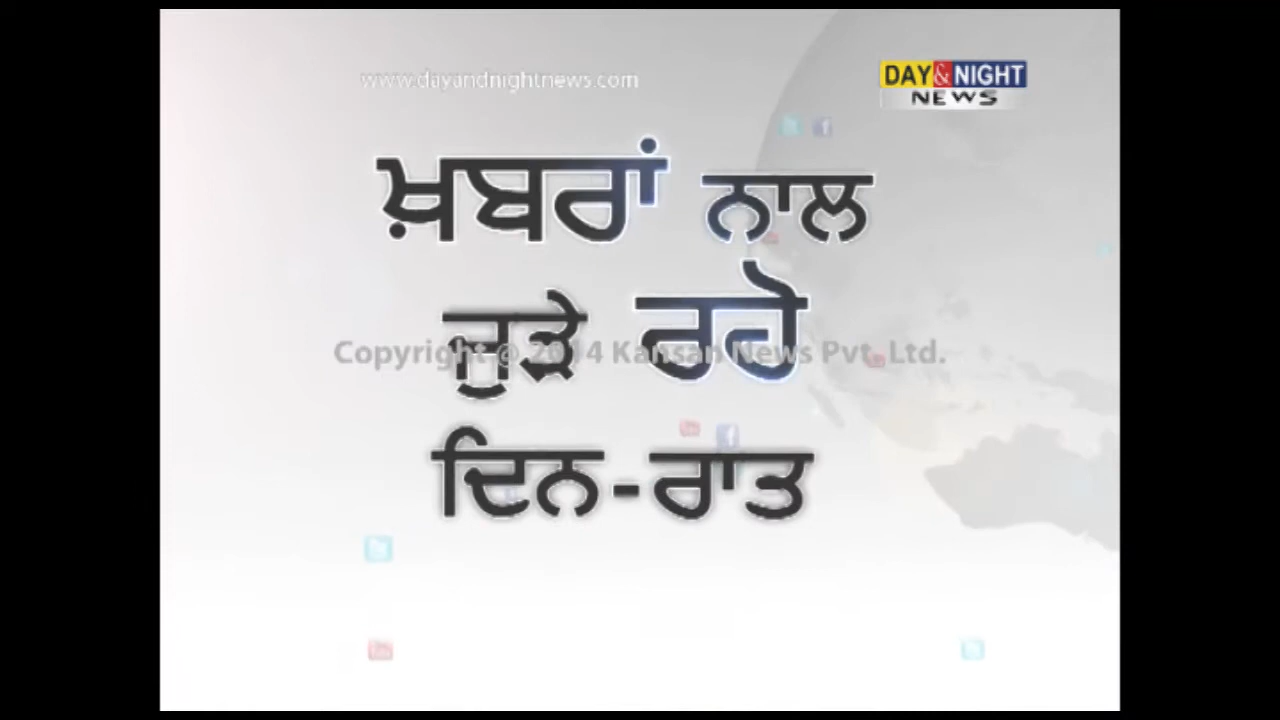 www.dayandnightnews.com
DAY & NIGHT
NEWS
ਖ਼ਬਰਾਂ ਨਾਲ
ਜੁੜੇ ਰਹੋ
Copyright @ 2014 Kansan News Pvt. Ltd.
ਦਿਨ-ਰਾਤ